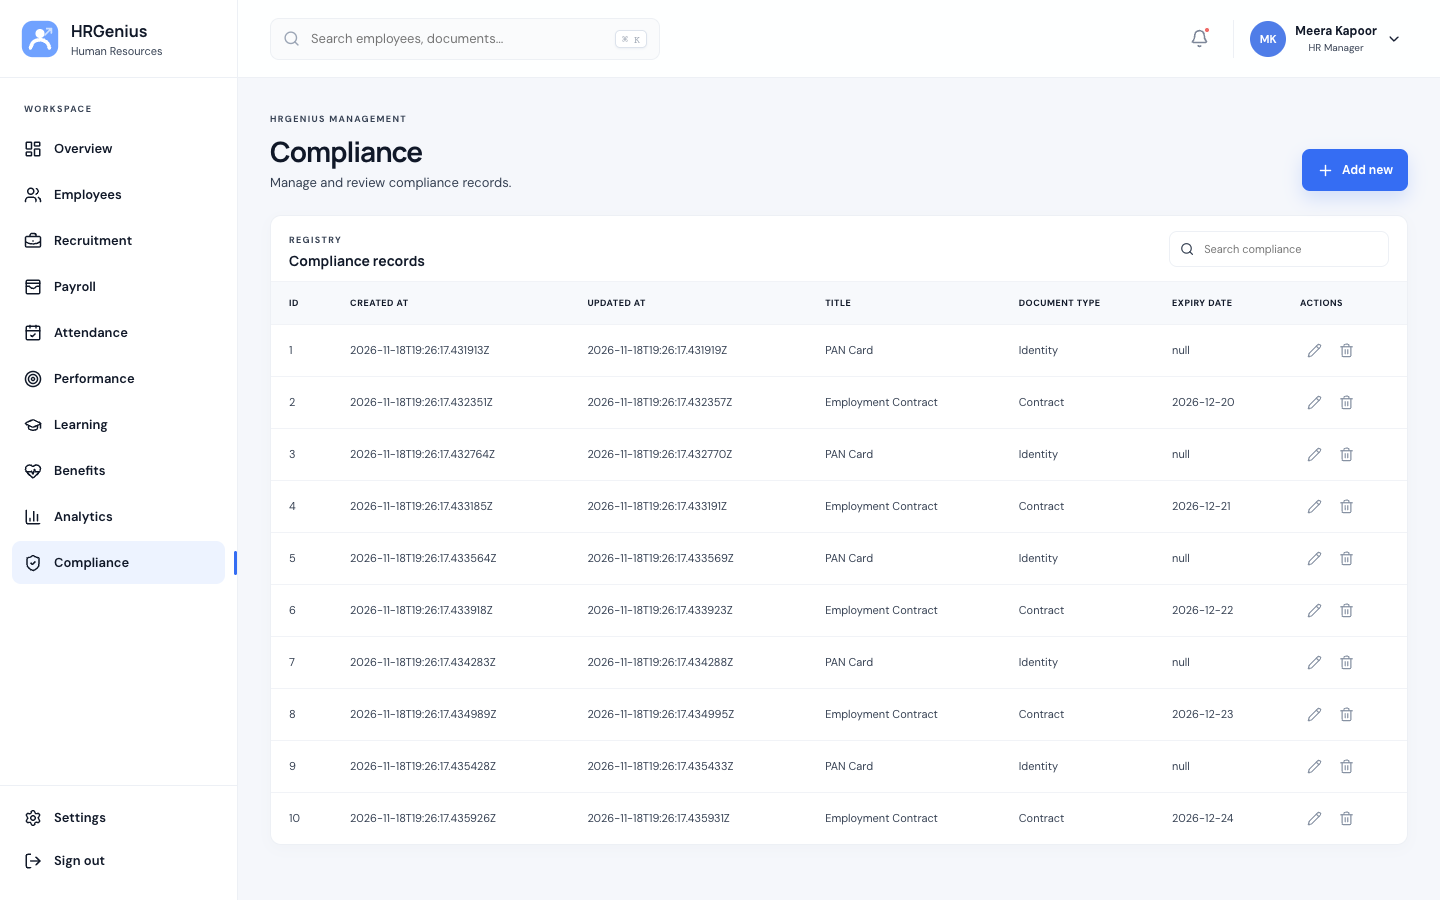 HRGenius
Human Resources
Search employees, documents...
⌘ K
MK
Meera Kapoor
HR Manager
WORKSPACE
Overview
Employees
Recruitment
Payroll
Attendance
Performance
Learning
Benefits
Analytics
Compliance
Settings
Sign out
HRGENIUS MANAGEMENT
Compliance
Manage and review compliance records.
Add new
REGISTRY
Compliance records
Search compliance
ID CREATED AT UPDATED AT TITLE DOCUMENT TYPE EXPIRY DATE ACTIONS
1 2026-11-18T19:26:17.431913Z 2026-11-18T19:26:17.431919Z PAN Card Identity null
2 2026-11-18T19:26:17.432351Z 2026-11-18T19:26:17.432357Z Employment Contract Contract 2026-12-20
3 2026-11-18T19:26:17.432764Z 2026-11-18T19:26:17.432770Z PAN Card Identity null
4 2026-11-18T19:26:17.433185Z 2026-11-18T19:26:17.433191Z Employment Contract Contract 2026-12-21
5 2026-11-18T19:26:17.433564Z 2026-11-18T19:26:17.433569Z PAN Card Identity null
6 2026-11-18T19:26:17.433918Z 2026-11-18T19:26:17.433923Z Employment Contract Contract 2026-12-22
7 2026-11-18T19:26:17.434283Z 2026-11-18T19:26:17.434288Z PAN Card Identity null
8 2026-11-18T19:26:17.434989Z 2026-11-18T19:26:17.434995Z Employment Contract Contract 2026-12-23
9 2026-11-18T19:26:17.435428Z 2026-11-18T19:26:17.435433Z PAN Card Identity null
10 2026-11-18T19:26:17.435926Z 2026-11-18T19:26:17.435931Z Employment Contract Contract 2026-12-24